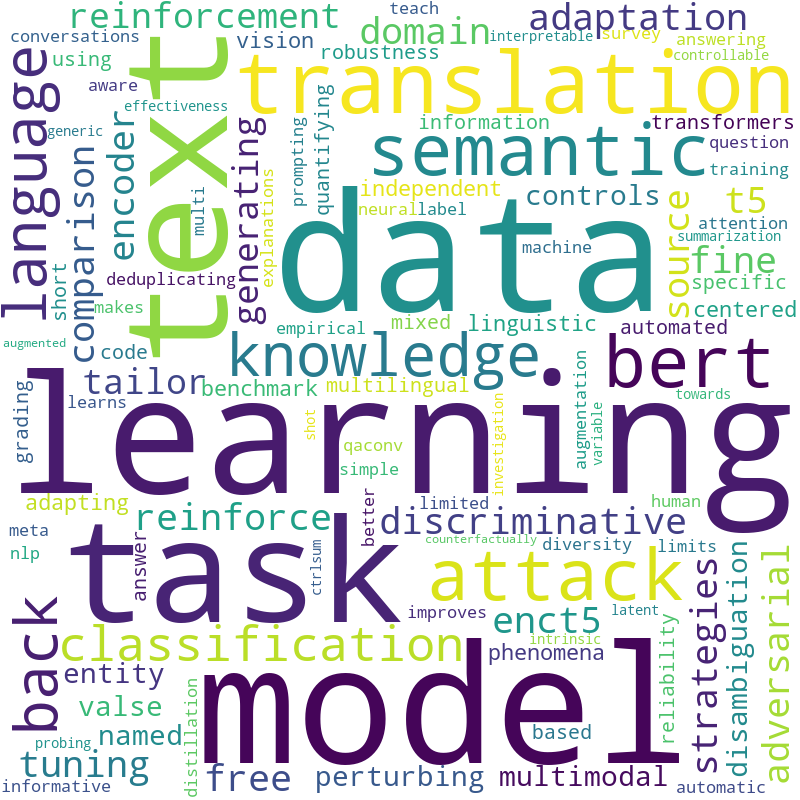 teach
conversations
reinforcement
adaptation
using
vision
domain
interpretable
survey
answering
robustness
controllable
aware
text
translation
language
effectiveness
generic
encoder
generating
prompting
quantifying
information
transformers
semantic
question
training
comparison
multi
explanations
independent
controls
source
t5
neural
label
attention
summarization
short
data
machine
fine
deduplicating
specific
makes
centered
empirical
mixed
linguistic
automated
augmented
code
knowledge
bert
tailor
benchmark
multilingual
towards
grading
learns
learning
shot
investigation
augmentation
variable
qaconv
simple
adapting
limited
human
meta
reinforce
better
discriminative
nlp
answer
task
ctrlsum
counterfactually
diversity
limits
attack
strategies
disambiguation
adversarial
back
classification
improves
enct5
latent
intrinsic
reliability
entity
model
phenomena
valse
distillation
probing
named
based
tuning
free
perturbing
multimodal
informative
automatic